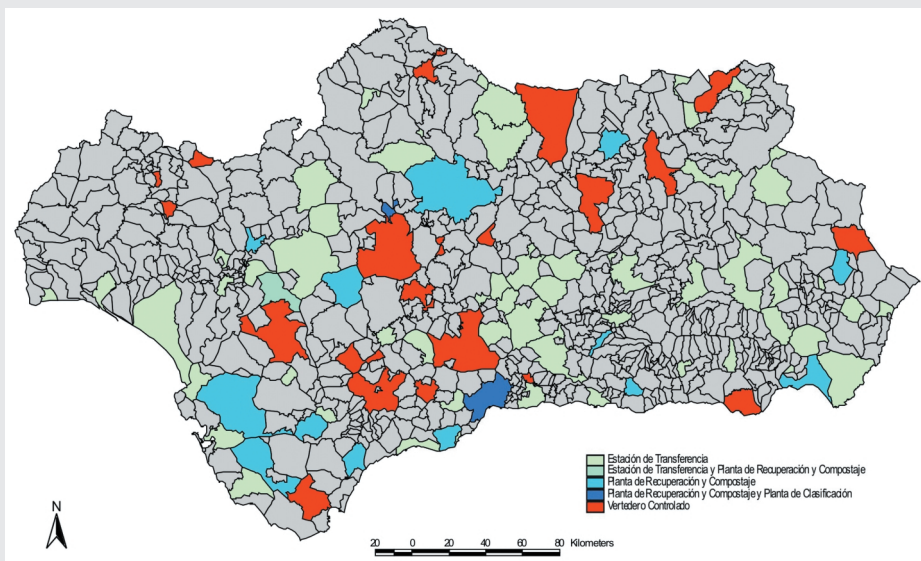 Estación de Transferencia
Estación de Transferencia y Planta de Recuperación y Compostaje
Planta de Recuperación y Compostaje
Planta de Recuperación y Compostaje y Planta de Clasificación
Vertedero Controlado
N
20 0 20 40 60 80 Kilometers